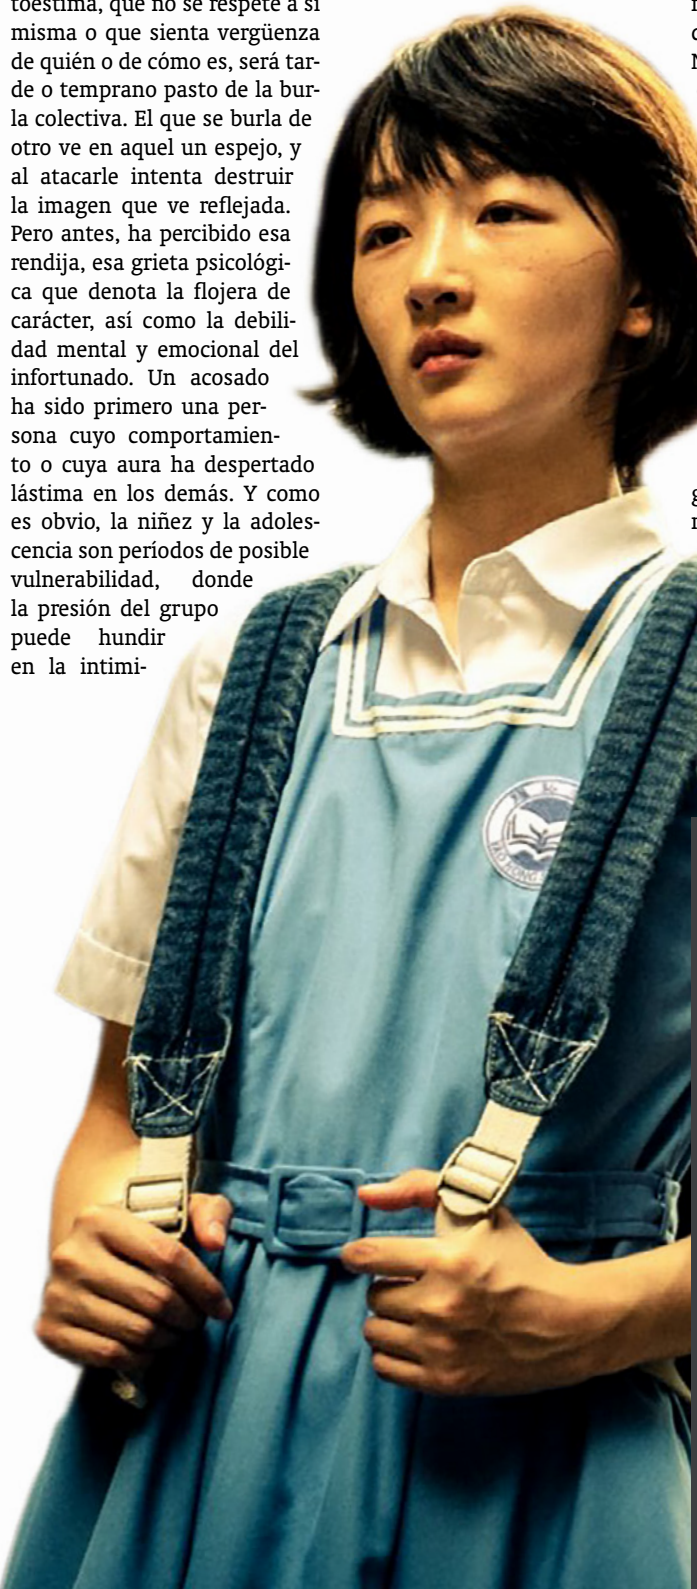 toestima, que no se respete a sí
misma o que sienta vergüenza
de quién o de cómo es, será tar-
de o temprano pasto de la bur-
la colectiva. El que se burla de
otro ve en aquel un espejo, y
al atacarle intenta destruir
la imagen que ve reflejada.
Pero antes, ha percibido esa
rendija, esa grieta psicológi-
ca que denota la flojera de
carácter, así como la debili-
dad mental y emocional del
infortunado. Un acosado
ha sido primero una per-
sona cuyo comportamien-
to o cuya aura ha despertado
lástima en los demás. Y como
es obvio, la niñez y la adoles-
cencia son períodos de posible
vulnerabilidad, donde
la presión del grupo
puede hundir
en la intimi-